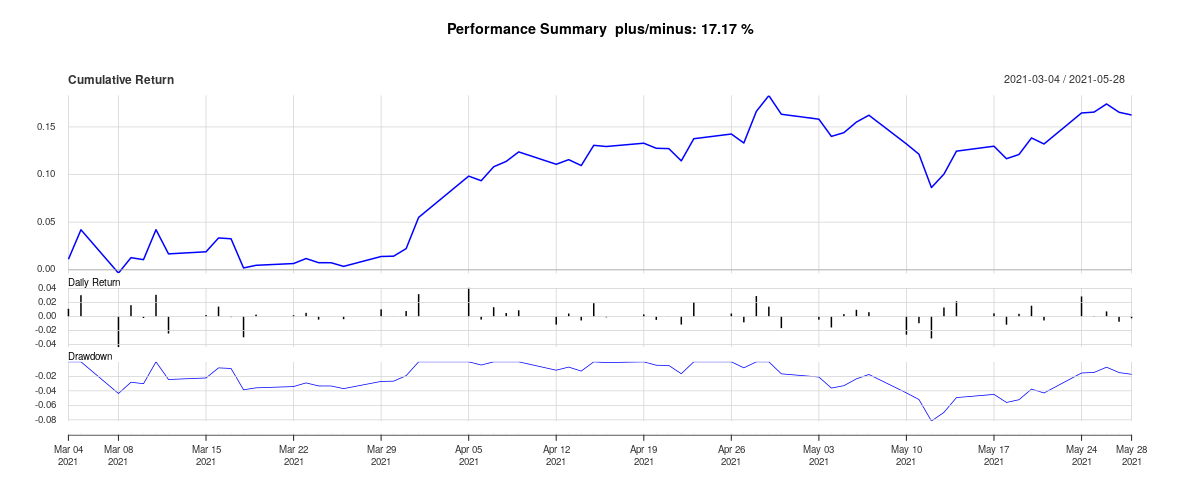 Performance Summary  plus/minus: 17.17 %
Cumulative Return 2021-03-04 / 2021-05-28
0.15
0.10
0.05
0.00
Daily Return
0.04
0.02
0.00
-0.02
-0.04
Drawdown
-0.02
-0.04
-0.06
-0.08
Mar 04 Mar 08 Mar 15 Mar 22 Mar 29 Apr 05 Apr 12 Apr 19 Apr 26 May 03 May 10 May 17 May 24 May 28
2021 2021 2021 2021 2021 2021 2021 2021 2021 2021 2021 2021 2021 2021